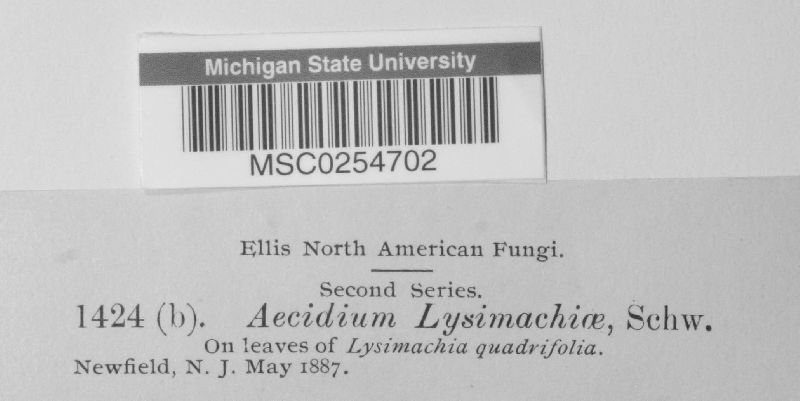 Michigan State University
MSC0254702
Ellis North American Fungi.
Second Series.
1424 (b). Aecidium Lysimachiæ, Schw.
On leaves of Lysimachia quadrifolia.
Newfield, N. J. May 1887.